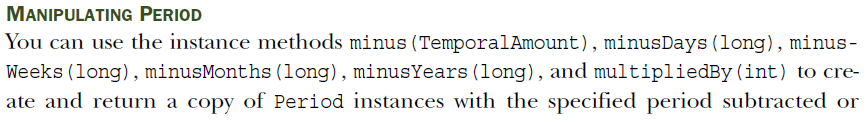 MANIPULATING PERIOD
You can use the instance methods minus(TemporalAmount), minusDays(long), minus-
Weeks(long), minusMonths(long), minusYears(long), and multipliedBy(int) to cre-
ate and return a copy of Period instances with the specified period subtracted or